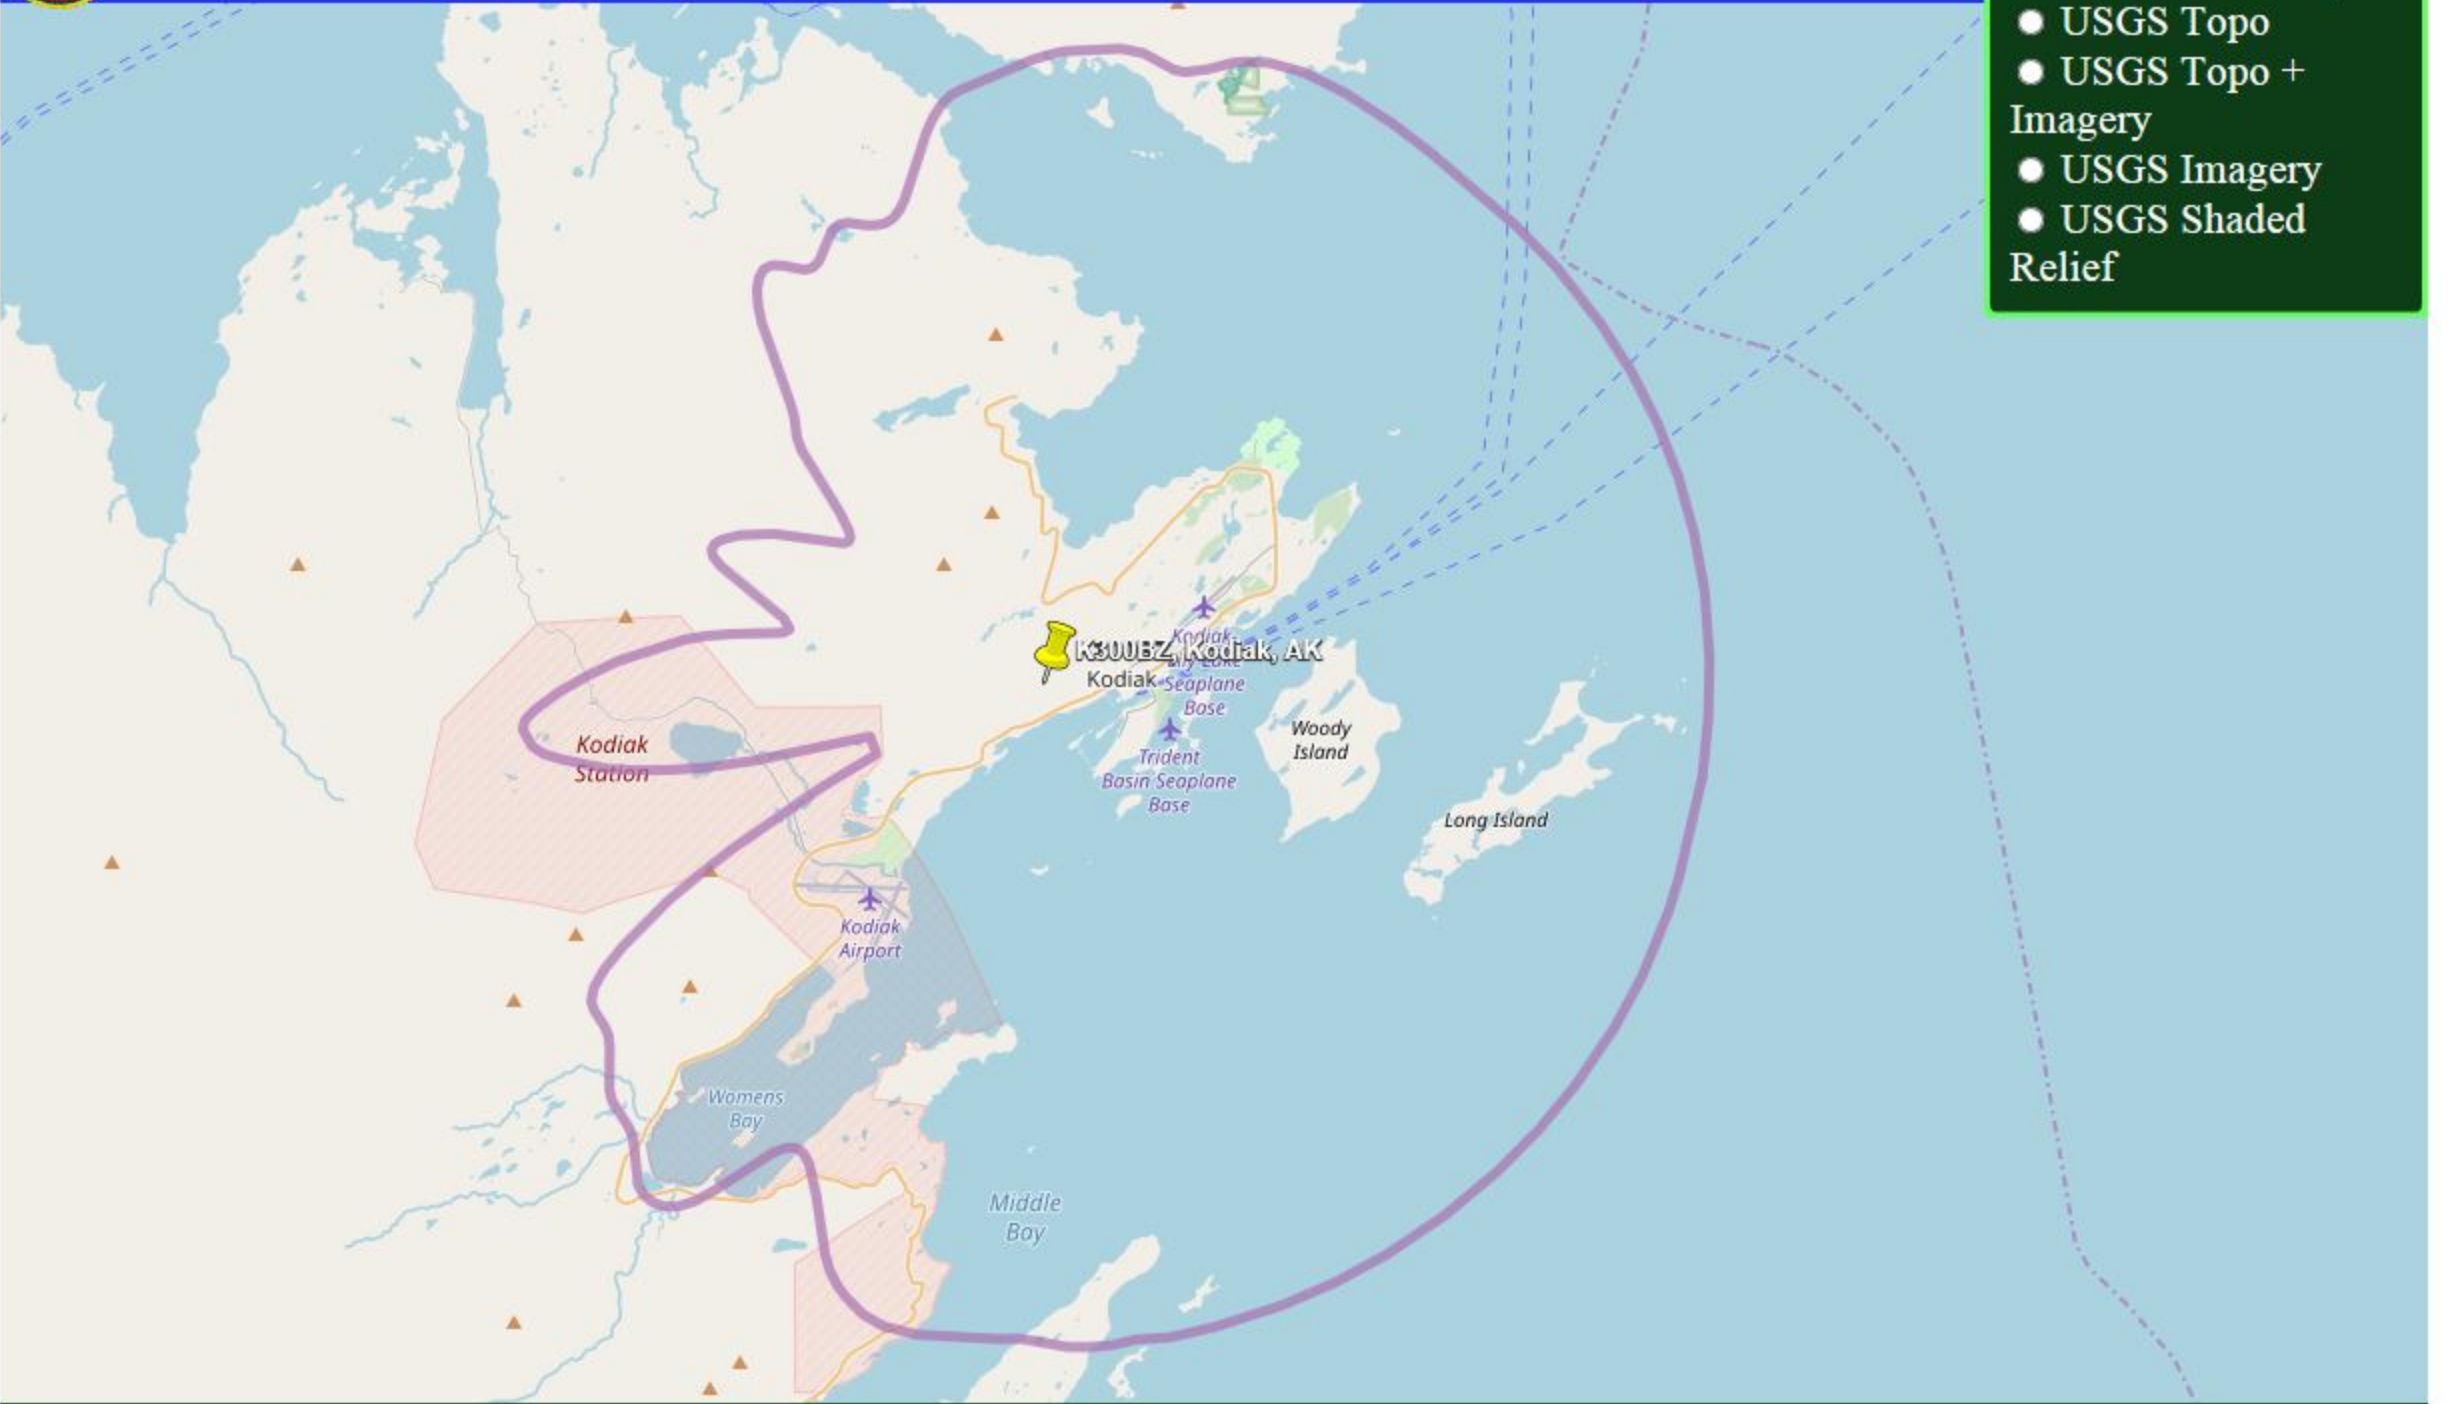 USGS Topo
USGS Topo +
Imagery
USGS Imagery
USGS Shaded
Relief
Kodiak
K300BZ, Kodiak, AK
Kodiak
Seaplane
Base
Woody
Island
Kodiak
Station
Trident
Basin Seaplane
Base
Long Island
Kodiak
Airport
Womens
Bay
Middle
Bay